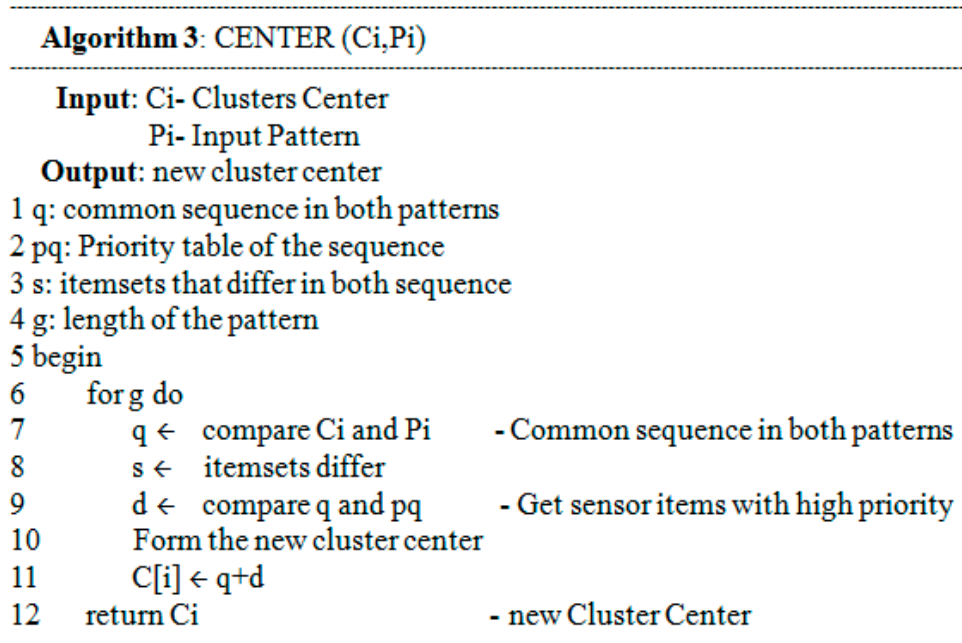 Algorithm 3: CENTER (Ci,Pi)
Input: Ci- Clusters Center
Pi- Input Pattern
Output: new cluster center
1 q: common sequence in both patterns
2 pq: Priority table of the sequence
3 s: itemsets that differ in both sequence
4 g: length of the pattern
5 begin
6 for g do
7 q ← compare Ci and Pi - Common sequence in both patterns
8 s ← itemsets differ
9 d ← compare q and pq - Get sensor items with high priority
10 Form the new cluster center
11 C[i] ← q+d
12 return Ci - new Cluster Center